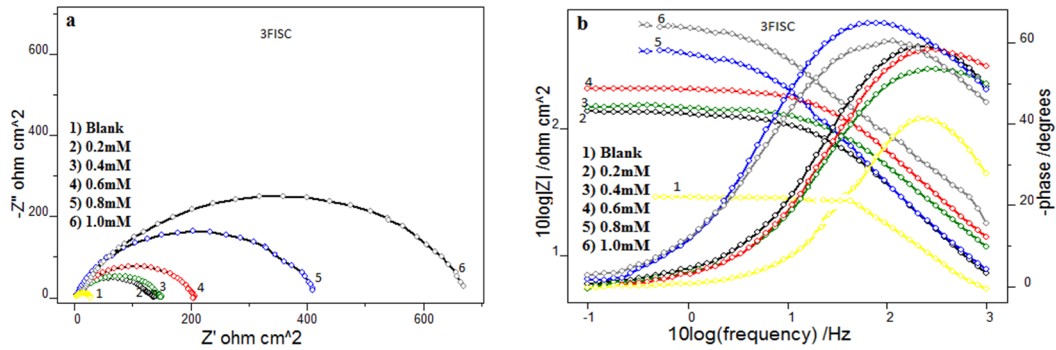 a
3FISC
600
400
200
0
-Z" ohm cm^2
1) Blank
2) 0.2mM
3) 0.4mM
4) 0.6mM
5) 0.8mM
6) 1.0mM
1
2
3
4
5
6
0
200
400
600
Z' ohm cm^2
b
3FISC
6
5
4
3
2
1
2
1
10log|Z| /ohm cm^2
1) Blank
2) 0.2mM
3) 0.4mM
4) 0.6mM
5) 0.8mM
6) 1.0mM
60
40
20
0
-phase /degrees
-1
0
1
2
3
10log(frequency) /Hz